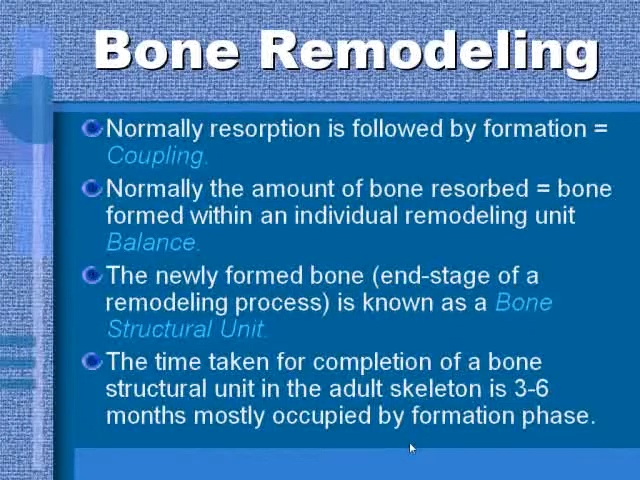 Bone Remodeling
Normally resorption is followed by formation =
Coupling.
Normally the amount of bone resorbed = bone
formed within an individual remodeling unit
Balance.
The newly formed bone (end-stage of a
remodeling process) is known as a Bone
Structural Unit.
The time taken for completion of a bone
structural unit in the adult skeleton is 3-6
months mostly occupied by formation phase.